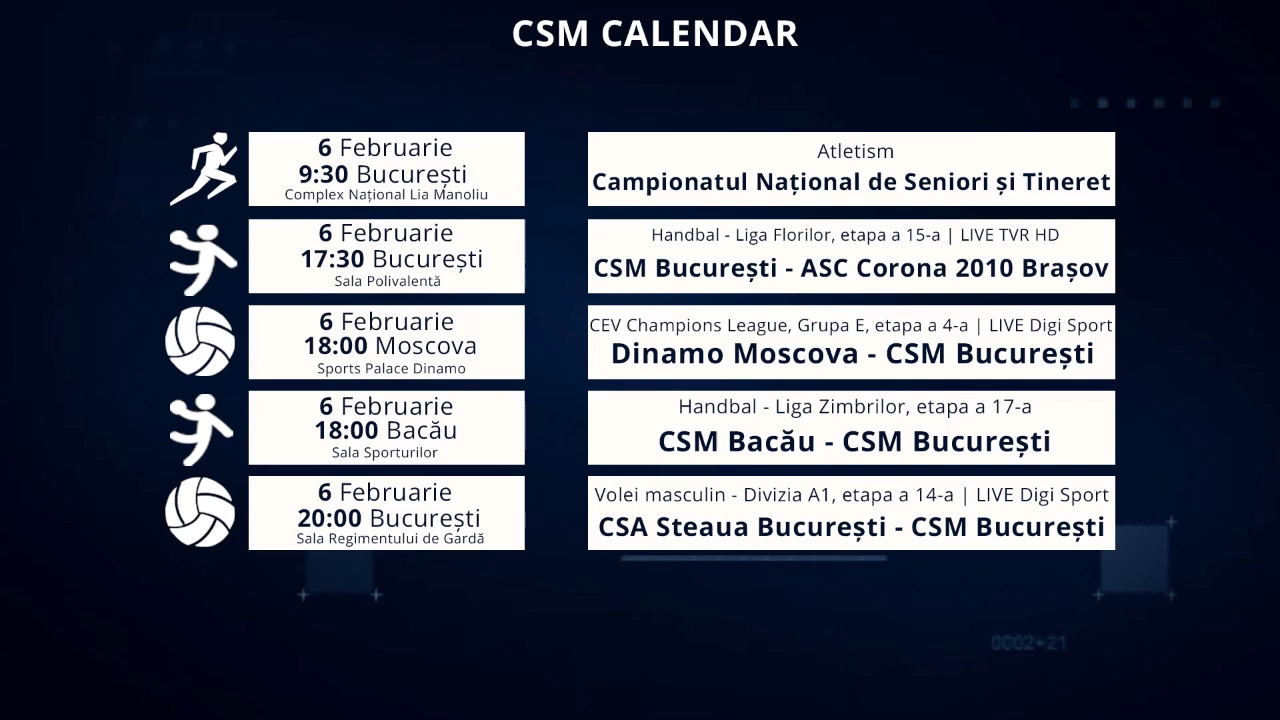 CSM CALENDAR
6 Februarie
9:30 București
Complex Național Lia Manoliu
Atletism
Campionatul Național de Seniori și Tineret
6 Februarie
17:30 București
Sala Polivalentă
Handbal - Liga Florilor, etapa a 15-a | LIVE TVR HD
CSM București - ASC Corona 2010 Brașov
6 Februarie
18:00 Moscova
Sports Palace Dinamo
CEV Champions League, Grupa E, etapa a 4-a | LIVE Digi Sport
Dinamo Moscova - CSM București
6 Februarie
18:00 Bacău
Sala Sporturilor
Handbal - Liga Zimbrilor, etapa a 17-a
CSM Bacău - CSM București
6 Februarie
20:00 București
Sala Regimentului de Gardă
Volei masculin - Divizia A1, etapa a 14-a | LIVE Digi Sport
CSA Steaua București - CSM București
0002+21